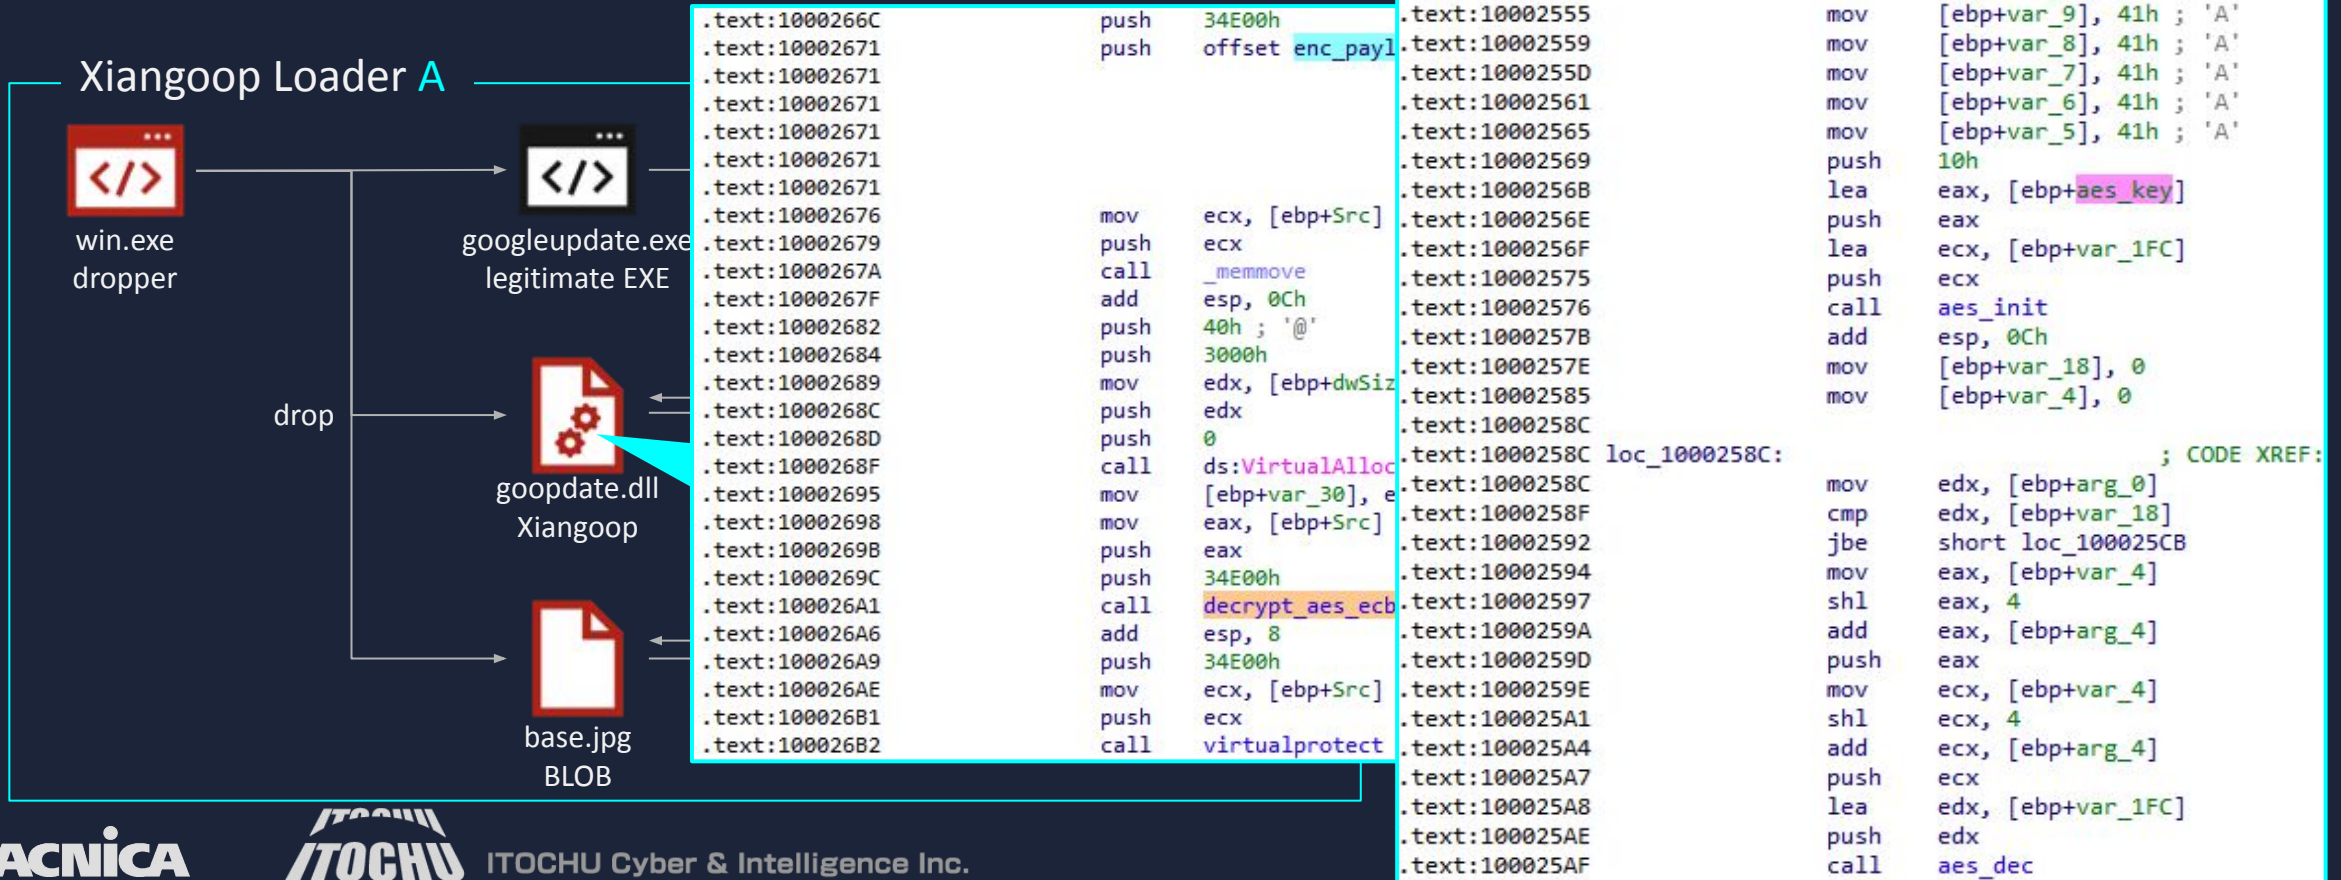 Xiangoop Loader A
win.exe
dropper
googleupdate.exe
legitimate EXE
drop
goopdate.dll
Xiangoop
base.jpg
BLOB
.text:1000266C push 34E00h
.text:10002671 push offset enc_payl
.text:10002671
.text:10002671
.text:10002671
.text:10002671
.text:10002671
.text:10002676 mov ecx, [ebp+Src]
.text:10002679 push ecx
.text:1000267A call _memmove
.text:1000267F add esp, 0Ch
.text:10002682 push 40h ; '@'
.text:10002684 push 3000h
.text:10002689 mov edx, [ebp+dwSiz
.text:1000268C push edx
.text:1000268D push 0
.text:1000268F call ds:VirtualAlloc
.text:10002695 mov [ebp+var_30], e
.text:10002698 mov eax, [ebp+Src]
.text:1000269B push eax
.text:1000269C push 34E00h
.text:100026A1 call decrypt_aes_ecb
.text:100026A6 add esp, 8
.text:100026A9 push 34E00h
.text:100026AE mov ecx, [ebp+Src]
.text:100026B1 push ecx
.text:100026B2 call virtualprotect
.text:10002555 mov [ebp+var_9], 41h ; 'A'
.text:10002559 mov [ebp+var_8], 41h ; 'A'
.text:1000255D mov [ebp+var_7], 41h ; 'A'
.text:10002561 mov [ebp+var_6], 41h ; 'A'
.text:10002565 mov [ebp+var_5], 41h ; 'A'
.text:10002569 push 10h
.text:1000256B lea eax, [ebp+aes_key]
.text:1000256E push eax
.text:1000256F lea ecx, [ebp+var_1FC]
.text:10002575 push ecx
.text:10002576 call aes_init
.text:1000257B add esp, 0Ch
.text:1000257E mov [ebp+var_18], 0
.text:10002585 mov [ebp+var_4], 0
.text:1000258C
.text:1000258C loc_1000258C: ; CODE XREF:
.text:1000258C mov edx, [ebp+arg_0]
.text:1000258F cmp edx, [ebp+var_18]
.text:10002592 jbe short loc_100025CB
.text:10002594 mov eax, [ebp+var_4]
.text:10002597 shl eax, 4
.text:1000259A add eax, [ebp+arg_4]
.text:1000259D push eax
.text:1000259E mov ecx, [ebp+var_4]
.text:100025A1 shl ecx, 4
.text:100025A4 add ecx, [ebp+arg_4]
.text:100025A7 push ecx
.text:100025A8 lea edx, [ebp+var_1FC]
.text:100025AE push edx
.text:100025AF call aes_dec
ACNICA
ITOCHU
ITOCHU Cyber & Intelligence Inc.